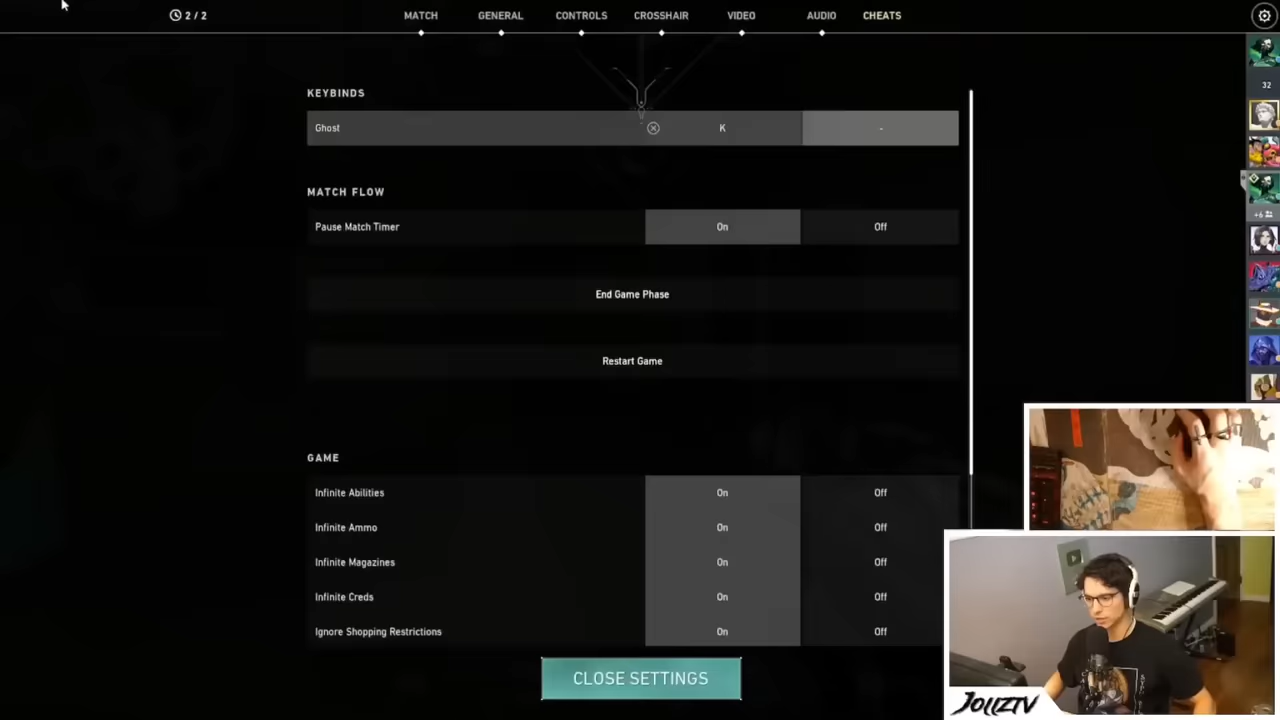 2 / 2
MATCH GENERAL CONTROLS CROSSHAIR VIDEO AUDIO CHEATS
32
+6
KEYBINDS
Ghost K -
MATCH FLOW
Pause Match Timer On Off
End Game Phase
Restart Game
GAME
Infinite Abilities On Off
Infinite Ammo On Off
Infinite Magazines On Off
Infinite Creds On Off
Ignore Shopping Restrictions On Off
CLOSE SETTINGS
JOLLZTV